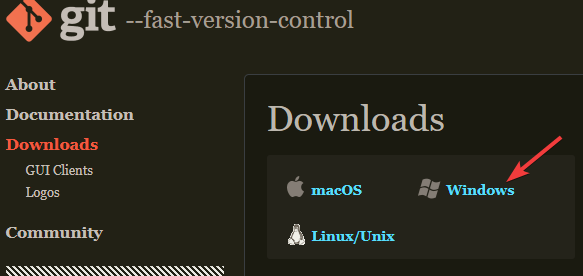 git --fast-version-control
About
Documentation
Downloads
GUI Clients
Logos
Community
Downloads
macOS
Windows
Linux/Unix